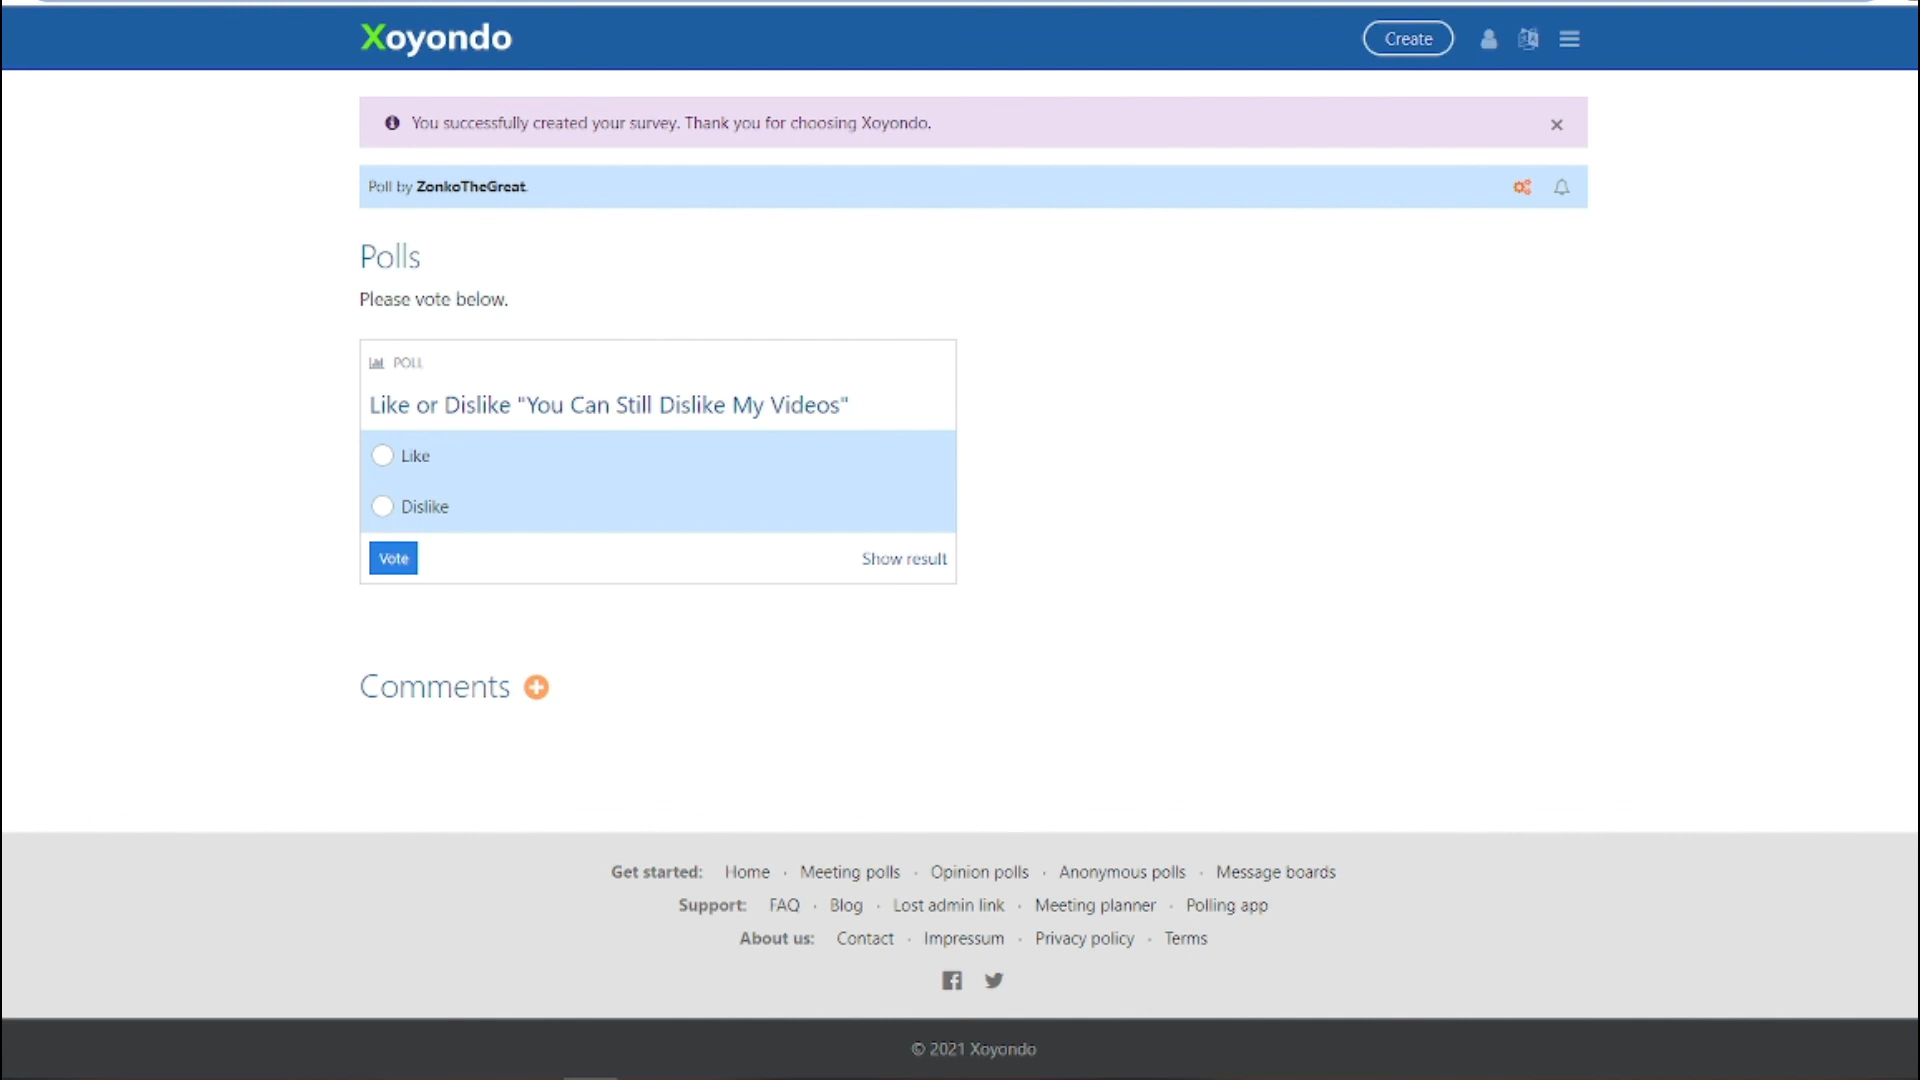 Xoyondo
Create
You successfully created your survey. Thank you for choosing Xoyondo.
Poll by ZonkoTheGreat.
Polls
Please vote below.
POLL
Like or Dislike "You Can Still Dislike My Videos"
Like
Dislike
Vote
Show result
Comments
Get started: Home · Meeting polls · Opinion polls · Anonymous polls · Message boards
Support: FAQ · Blog · Lost admin link · Meeting planner · Polling app
About us: Contact · Impressum · Privacy policy · Terms
© 2021 Xoyondo